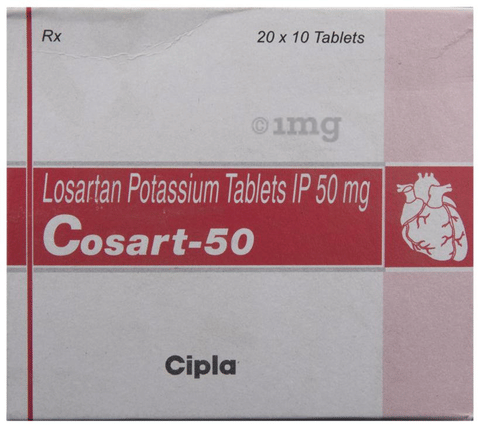 Rx
20 x 10 Tablets
©1mg
Losartan Potassium Tablets IP 50 mg
Cosart-50
Cipla